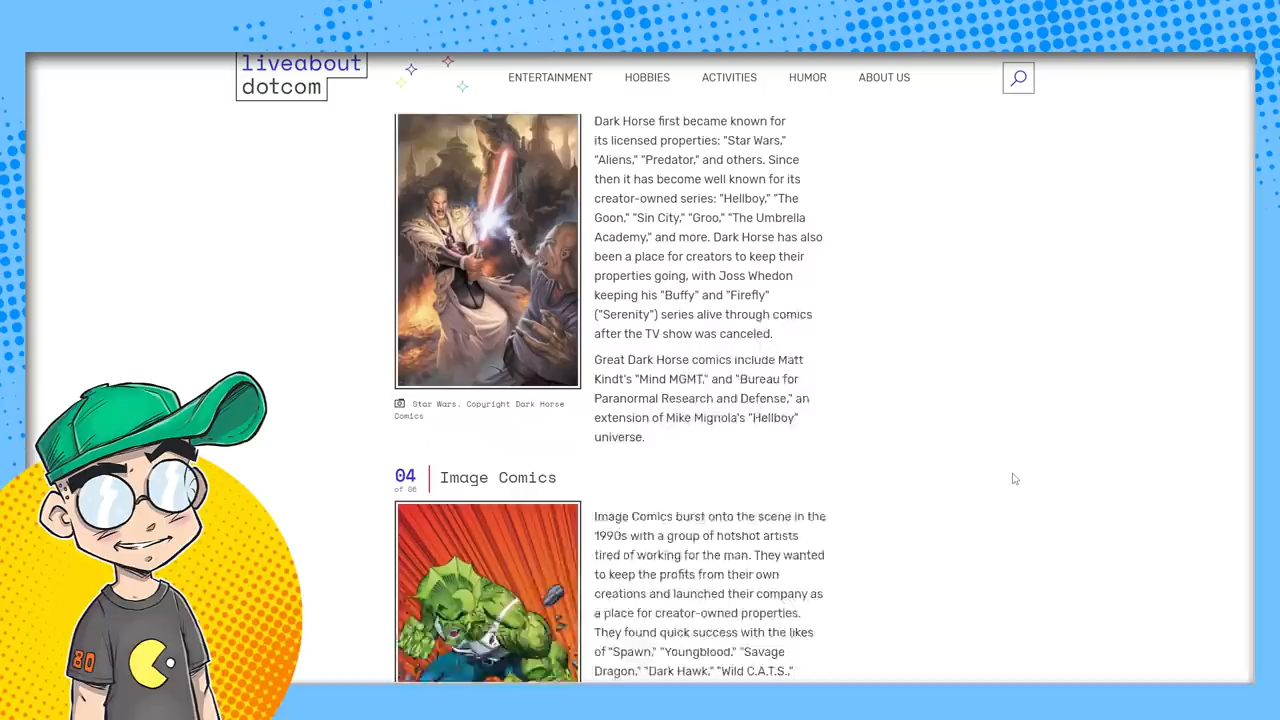 liveabout
dotcom
ENTERTAINMENT HOBBIES ACTIVITIES HUMOR ABOUT US
Dark Horse first became known for
its licensed properties: "Star Wars,"
"Aliens," "Predator," and others. Since
then it has become well known for its
creator-owned series: "Hellboy," "The
Goon," "Sin City," "Groo," "The Umbrella
Academy," and more. Dark Horse has also
been a place for creators to keep their
properties going, with Joss Whedon
keeping his "Buffy" and "Firefly"
("Serenity") series alive through comics
after the TV show was canceled.
Great Dark Horse comics include Matt
Kindt's "Mind MGMT," and "Bureau for
Paranormal Research and Defense," an
extension of Mike Mignola's "Hellboy"
universe.
Star Wars. Copyright Dark Horse
Comics
04
of 06
Image Comics
Image Comics burst onto the scene in the
1990s with a group of hotshot artists
tired of working for the man. They wanted
to keep the profits from their own
creations and launched their company as
a place for creator-owned properties.
They found quick success with the likes
of "Spawn," "Youngblood," "Savage
Dragon," "Dark Hawk," "Wild C.A.T.S.,"
80